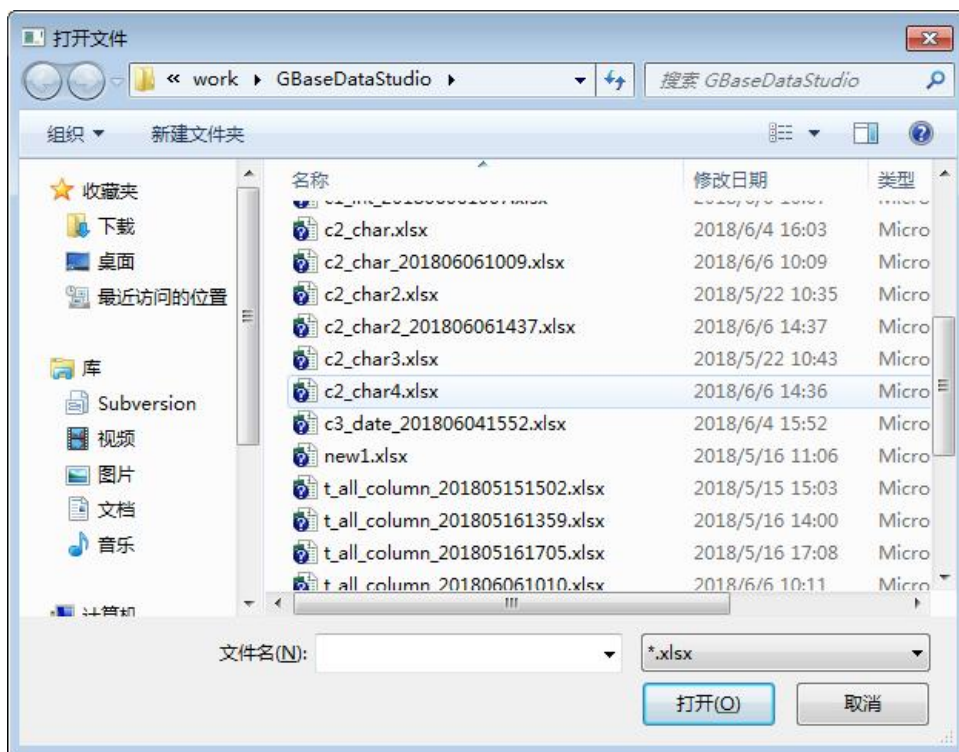 打开文件
« work GBaseDataStudio 搜索 GBaseDataStudio
组织 新建文件夹
名称 修改日期 类型
收藏夹
下载
桌面
最近访问的位置
库
Subversion
视频
图片
文档
音乐
c2_char.xlsx 2018/6/4 16:03 Micro
c2_char_201806061009.xlsx 2018/6/6 10:09 Micro
c2_char2.xlsx 2018/5/22 10:35 Micro
c2_char2_201806061437.xlsx 2018/6/6 14:37 Micro
c2_char3.xlsx 2018/5/22 10:43 Micro
c2_char4.xlsx 2018/6/6 14:36 Micro
c3_date_201806041552.xlsx 2018/6/4 15:52 Micro
new1.xlsx 2018/5/16 11:06 Micro
t_all_column_201805151502.xlsx 2018/5/15 15:03 Micro
t_all_column_201805161359.xlsx 2018/5/16 14:00 Micro
t_all_column_201805161705.xlsx 2018/5/16 17:08 Micro
t_all_column_201806061010.xlsx 2018/6/6 10:11 Micro
计算机
文件名(N): *.xlsx
打开(O) 取消